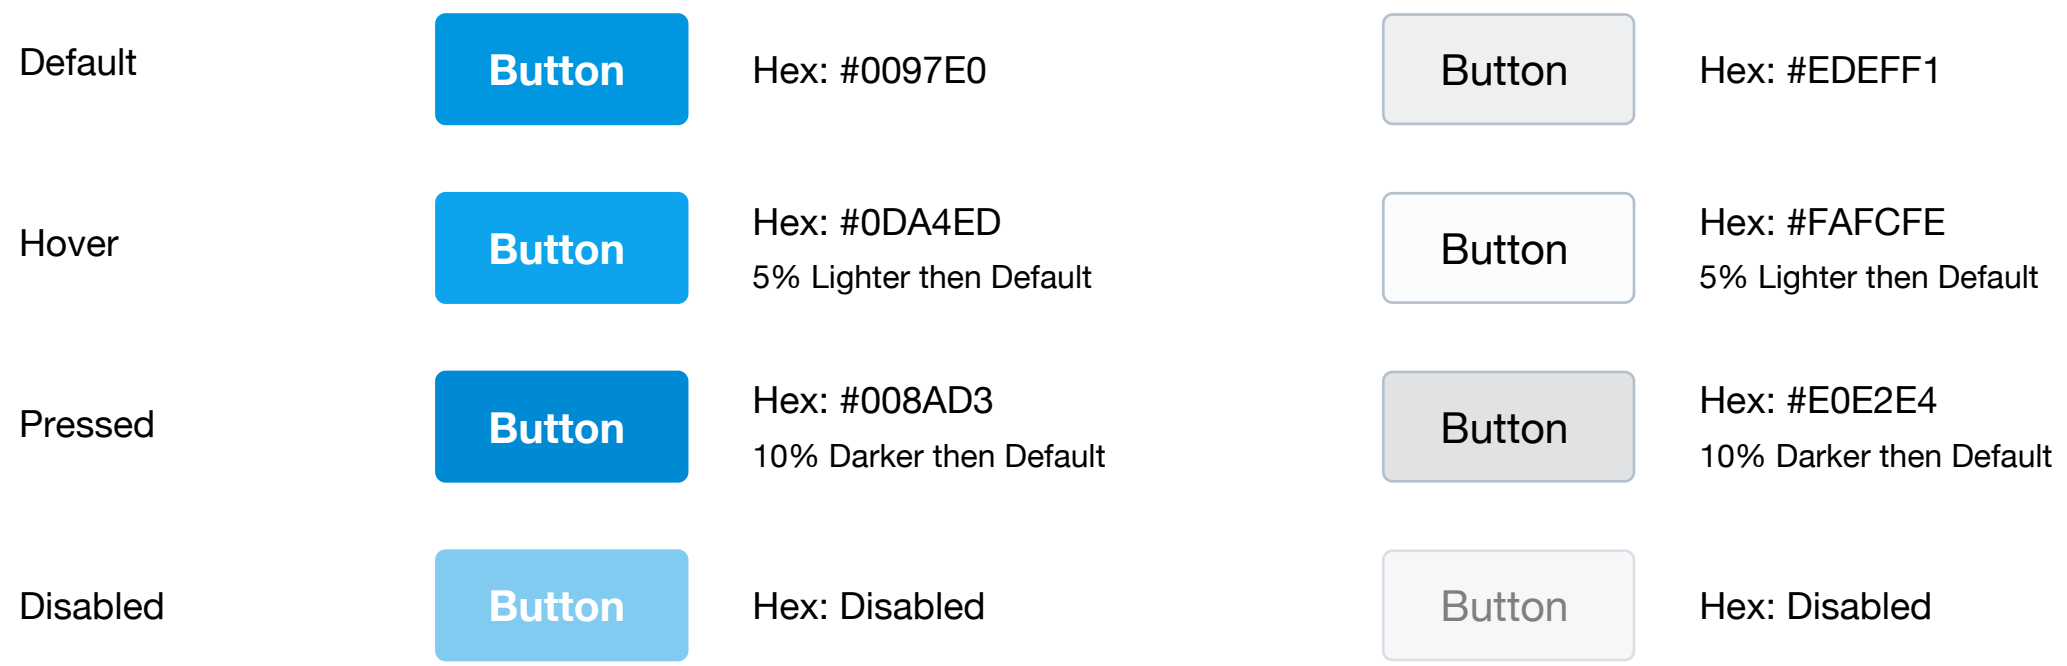 Default
Button
Hex: #0097E0
Button
Hex: #EDEFF1
Hover
Button
Hex: #0DA4ED
5% Lighter then Default
Button
Hex: #FAFCFE
5% Lighter then Default
Pressed
Button
Hex: #008AD3
10% Darker then Default
Button
Hex: #E0E2E4
10% Darker then Default
Disabled
Button
Hex: Disabled
Button
Hex: Disabled